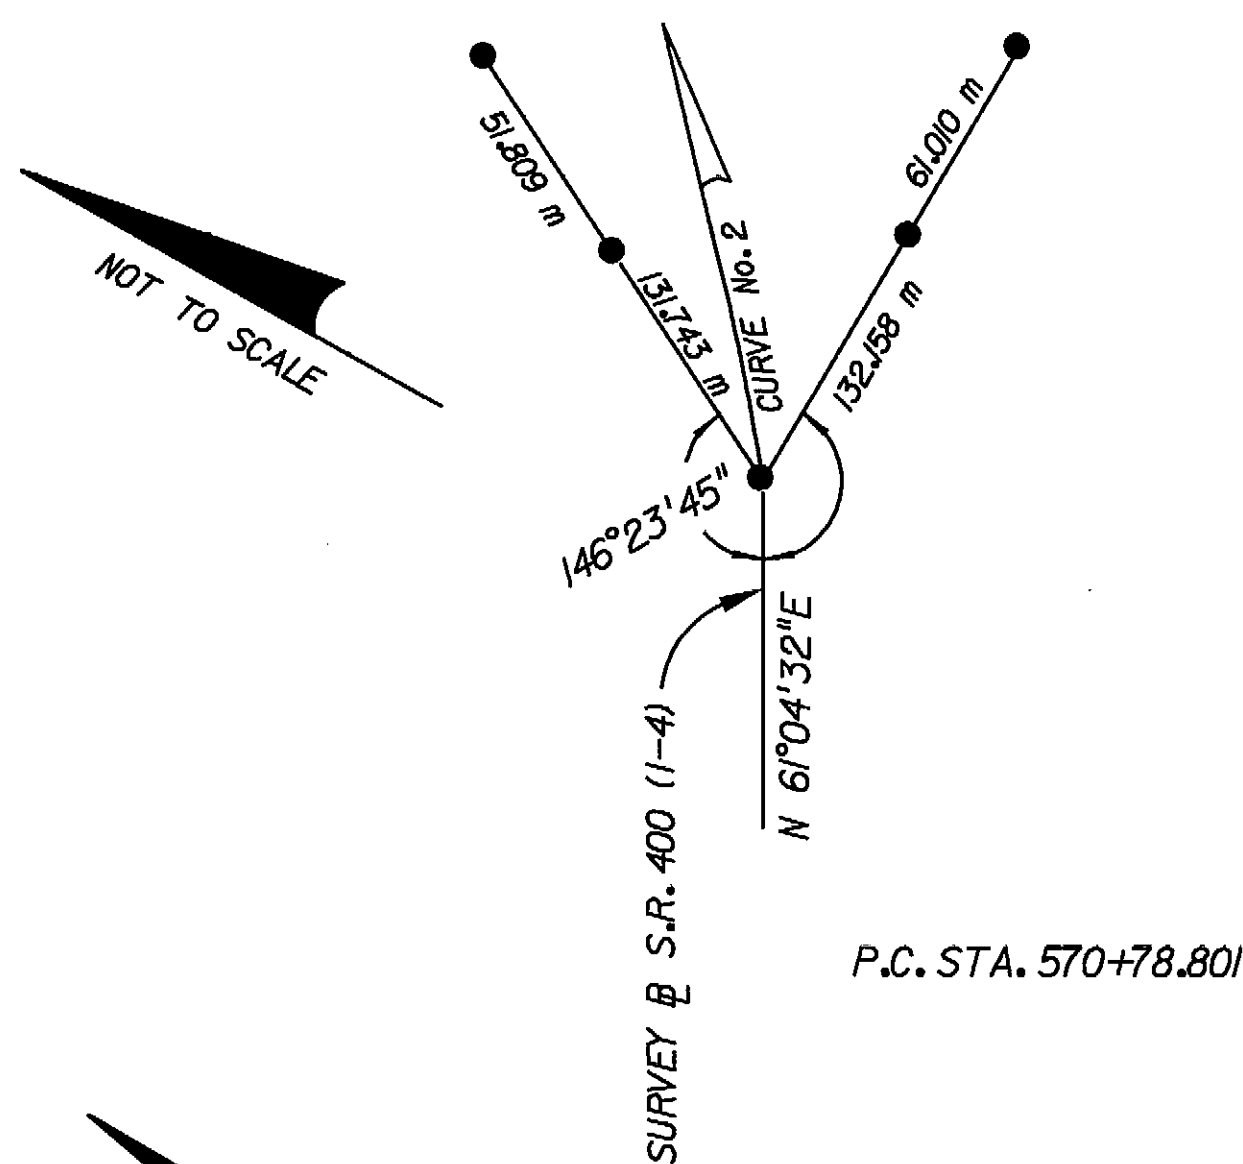 51.809 m
61.010 m
NOT TO SCALE
131.743 m
CURVE No. 2
132.158 m
146°23'45"
N 61°04'32"E
SURVEY ⅊ S.R. 400 (I-4)
P.C. STA. 570+78.801